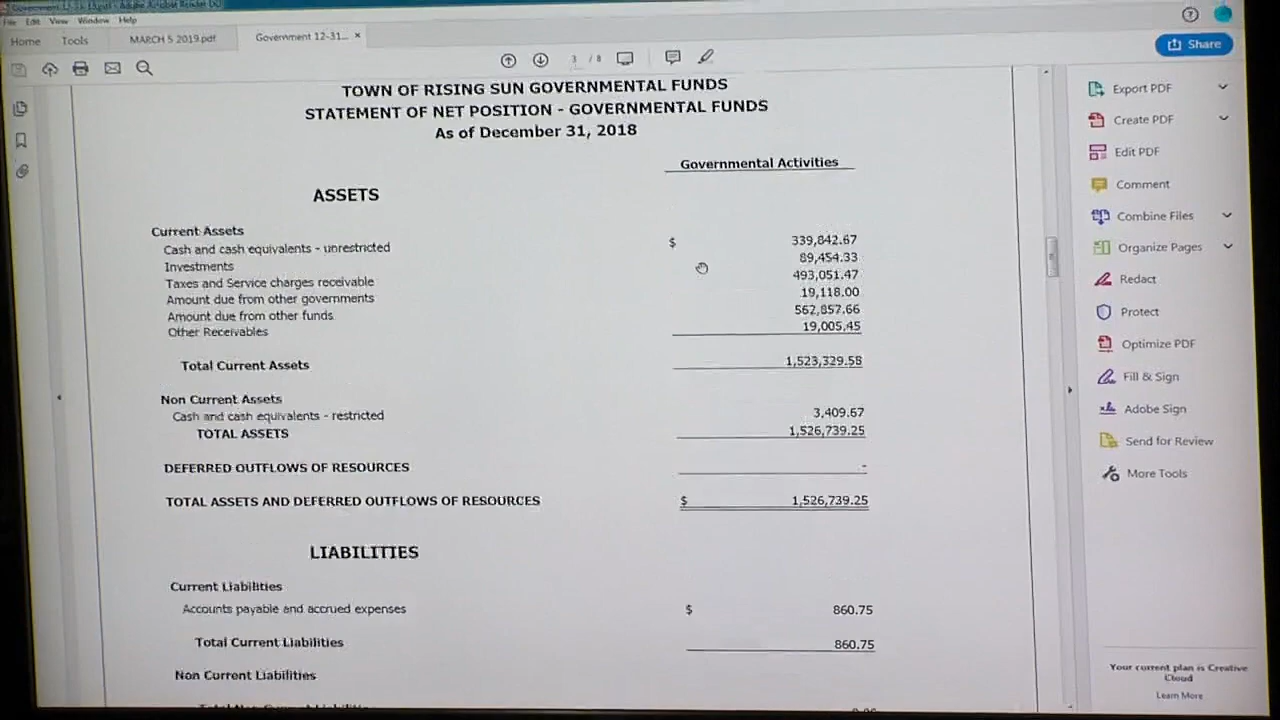 File Edit View Window Help
Home Tools MARCH 5 2019.pdf Government 12-31... ×
3 / 8
Share
TOWN OF RISING SUN GOVERNMENTAL FUNDS
STATEMENT OF NET POSITION - GOVERNMENTAL FUNDS
As of December 31, 2018
Governmental Activities
ASSETS
Current Assets
Cash and cash equivalents - unrestricted $ 339,842.67
Investments 89,454.33
Taxes and Service charges receivable 493,051.47
Amount due from other governments 19,118.00
Amount due from other funds 562,857.66
Other Receivables 19,005.45
Total Current Assets 1,523,329.58
Non Current Assets
Cash and cash equivalents - restricted 3,409.67
TOTAL ASSETS 1,526,739.25
DEFERRED OUTFLOWS OF RESOURCES -
TOTAL ASSETS AND DEFERRED OUTFLOWS OF RESOURCES $ 1,526,739.25
LIABILITIES
Current Liabilities
Accounts payable and accrued expenses $ 860.75
Total Current Liabilities 860.75
Non Current Liabilities
Export PDF
Create PDF
Edit PDF
Comment
Combine Files
Organize Pages
Redact
Protect
Optimize PDF
Fill & Sign
Adobe Sign
Send for Review
More Tools
Your current plan is Creative
Cloud
Learn More